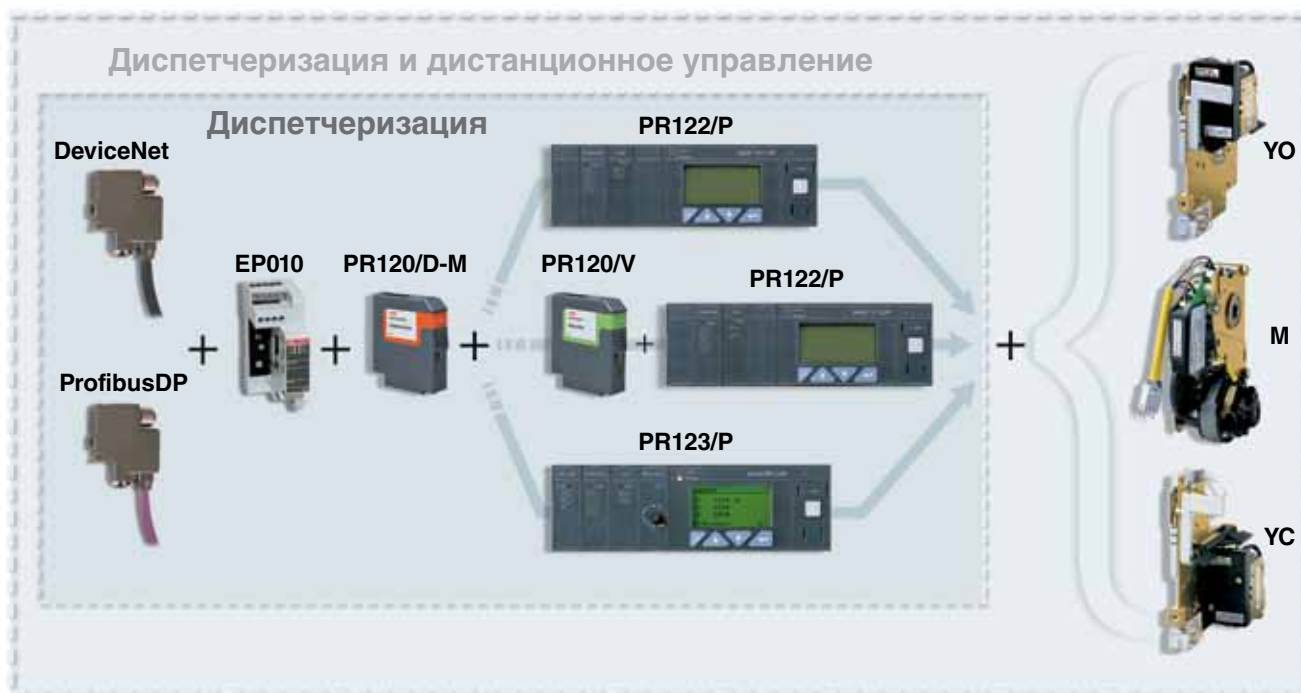 Диспетчеризация и дистанционное управление
Диспетчеризация
DeviceNet
ProfibusDP
EP010
PR120/D-M
PR122/P
PR120/V
PR122/P
PR123/P
YO
M
YC